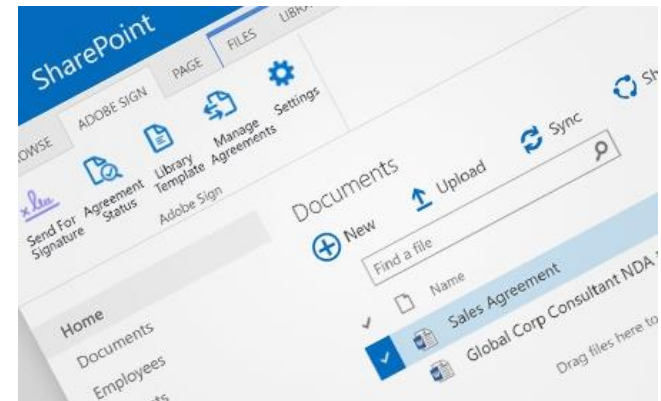 SharePoint
ADOBE SIGN PAGE FILES
Send For Signature
Agreement Status
Library Template
Manage Agreements
Settings
Adobe Sign
Home
Documents
Employees
Documents
New
Upload
Sync
Find a file
Name
Sales Agreement
Global Corp Consultant NDA
Drag files here to